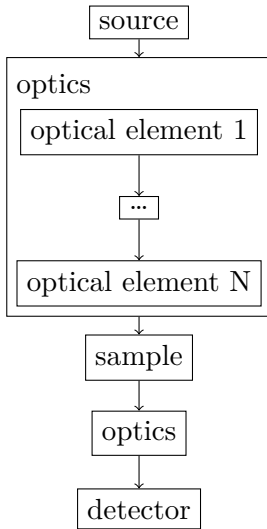 source
optics
optical element 1
...
optical element N
sample
optics
detector